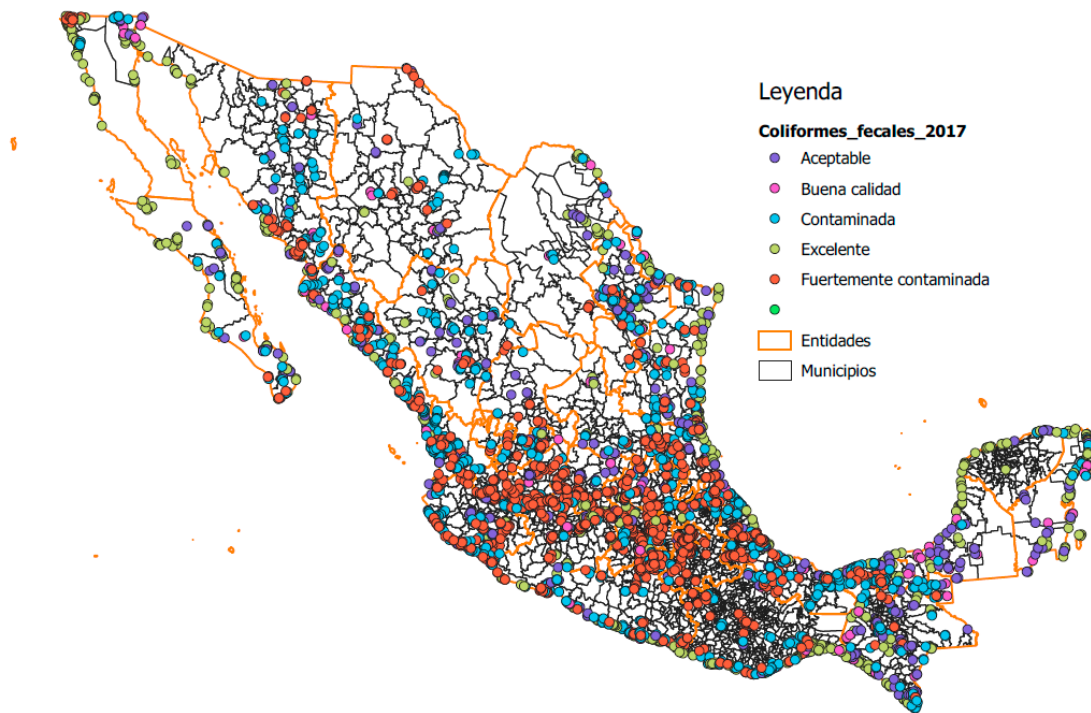 Leyenda
Coliformes_fecales_2017
Aceptable
Buena calidad
Contaminada
Excelente
Fuertemente contaminada
Entidades
Municipios